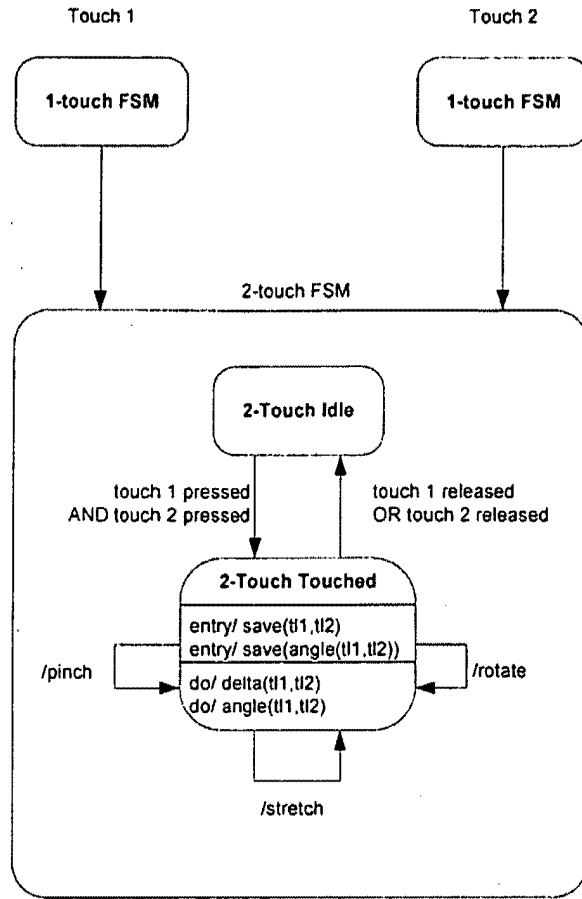 Touch 1
Touch 2
1-touch FSM
1-touch FSM
2-touch FSM
2-Touch Idle
touch 1 pressed
AND touch 2 pressed
touch 1 released
OR touch 2 released
2-Touch Touched
entry/ save(tl1,tl2)
entry/ save(angle(tl1,tl2))
/pinch
do/ delta(tl1,tl2)
do/ angle(tl1,tl2)
/rotate
/stretch